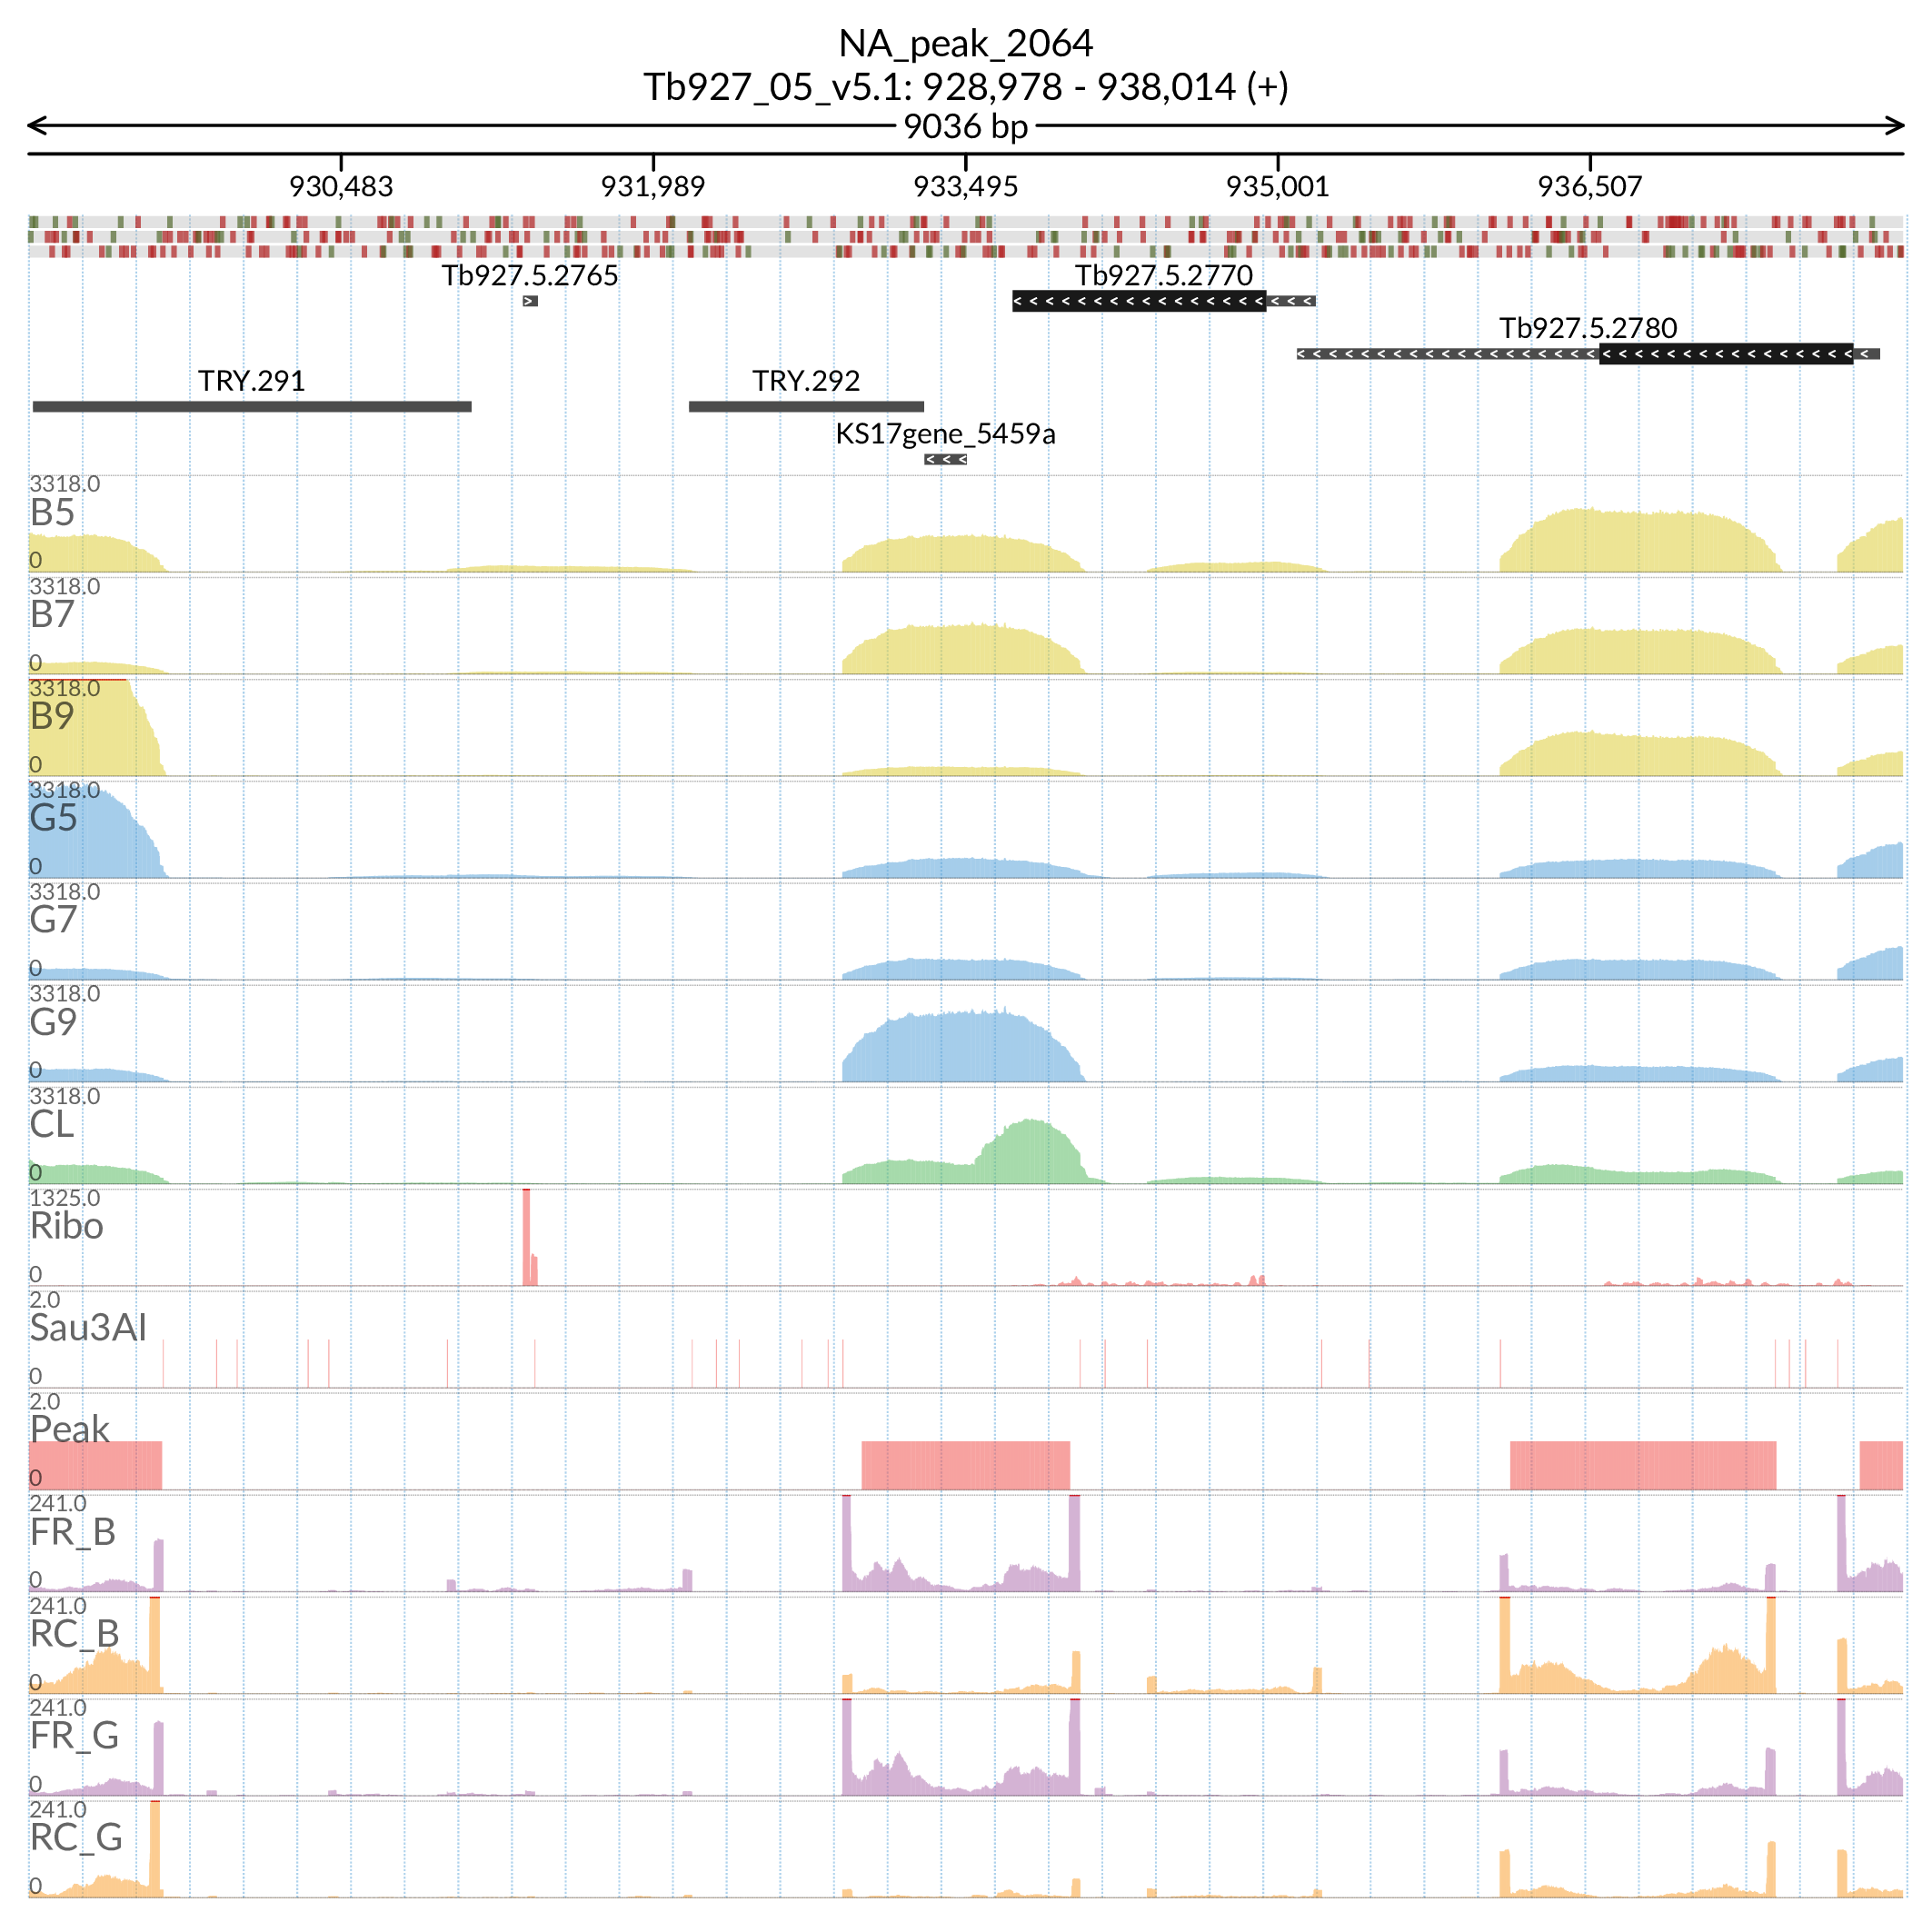 NA_peak_2064
Tb927_05_v5.1: 928,978 - 938,014 (+)
9036 bp
930,483 931,989 933,495 935,001 936,507
Tb927.5.2765 Tb927.5.2770
Tb927.5.2780
TRY.291 TRY.292
KS17gene_5459a
3318.0
B5
0
3318.0
B7
0
3318.0
B9
0
3318.0
G5
0
3318.0
G7
0
3318.0
G9
0
3318.0
CL
0
1325.0
Ribo
0
2.0
Sau3AI
0
2.0
Peak
0
241.0
FR_B
0
241.0
RC_B
0
241.0
FR_G
0
241.0
RC_G
0